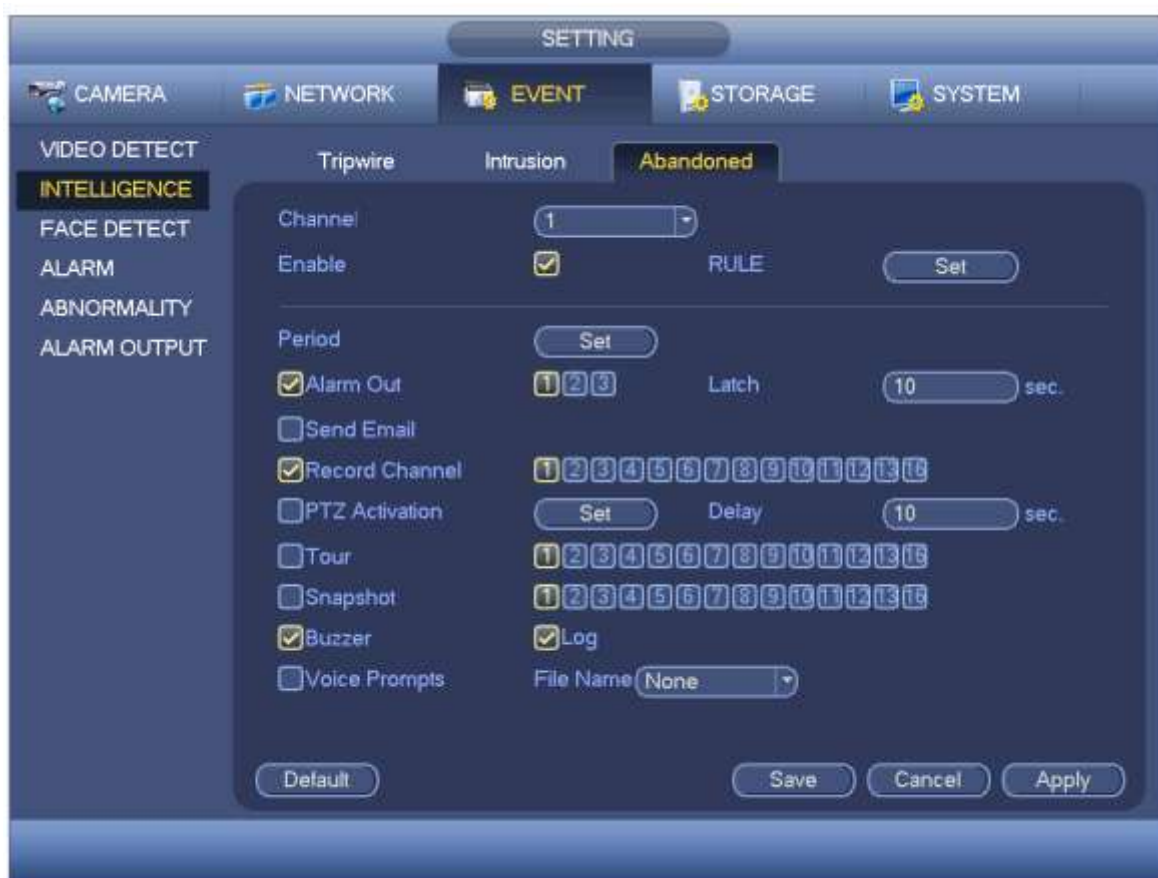 SETTING
CAMERA NETWORK EVENT STORAGE SYSTEM
VIDEO DETECT
INTELLIGENCE
FACE DETECT
ALARM
ABNORMALITY
ALARM OUTPUT
Tripwire Intrusion Abandoned
Channel 1
Enable RULE Set
Period Set
Alarm Out 1 2 3 Latch 10 sec.
Send Email
Record Channel 1 2 3 4 5 6 7 8 9 10 11 12 13 16
PTZ Activation Set Delay 10 sec.
Tour 1 2 3 4 5 6 7 8 9 10 11 12 13 16
Snapshot 1 2 3 4 5 6 7 8 9 10 11 12 13 16
Buzzer Log
Voice Prompts File Name None
Default Save Cancel Apply